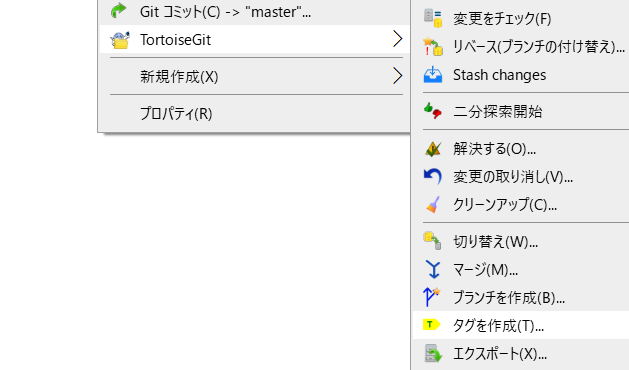 Git コミット(C) -> "master"...
TortoiseGit
新規作成(X)
プロパティ(R)
変更をチェック(F)
リベース(ブランチの付け替え)...
Stash changes
二分探索開始
解決する(O)...
変更の取り消し(V)...
クリーンアップ(C)...
切り替え(W)...
マージ(M)...
ブランチを作成(B)...
T タグを作成(T)...
エクスポート(X)...